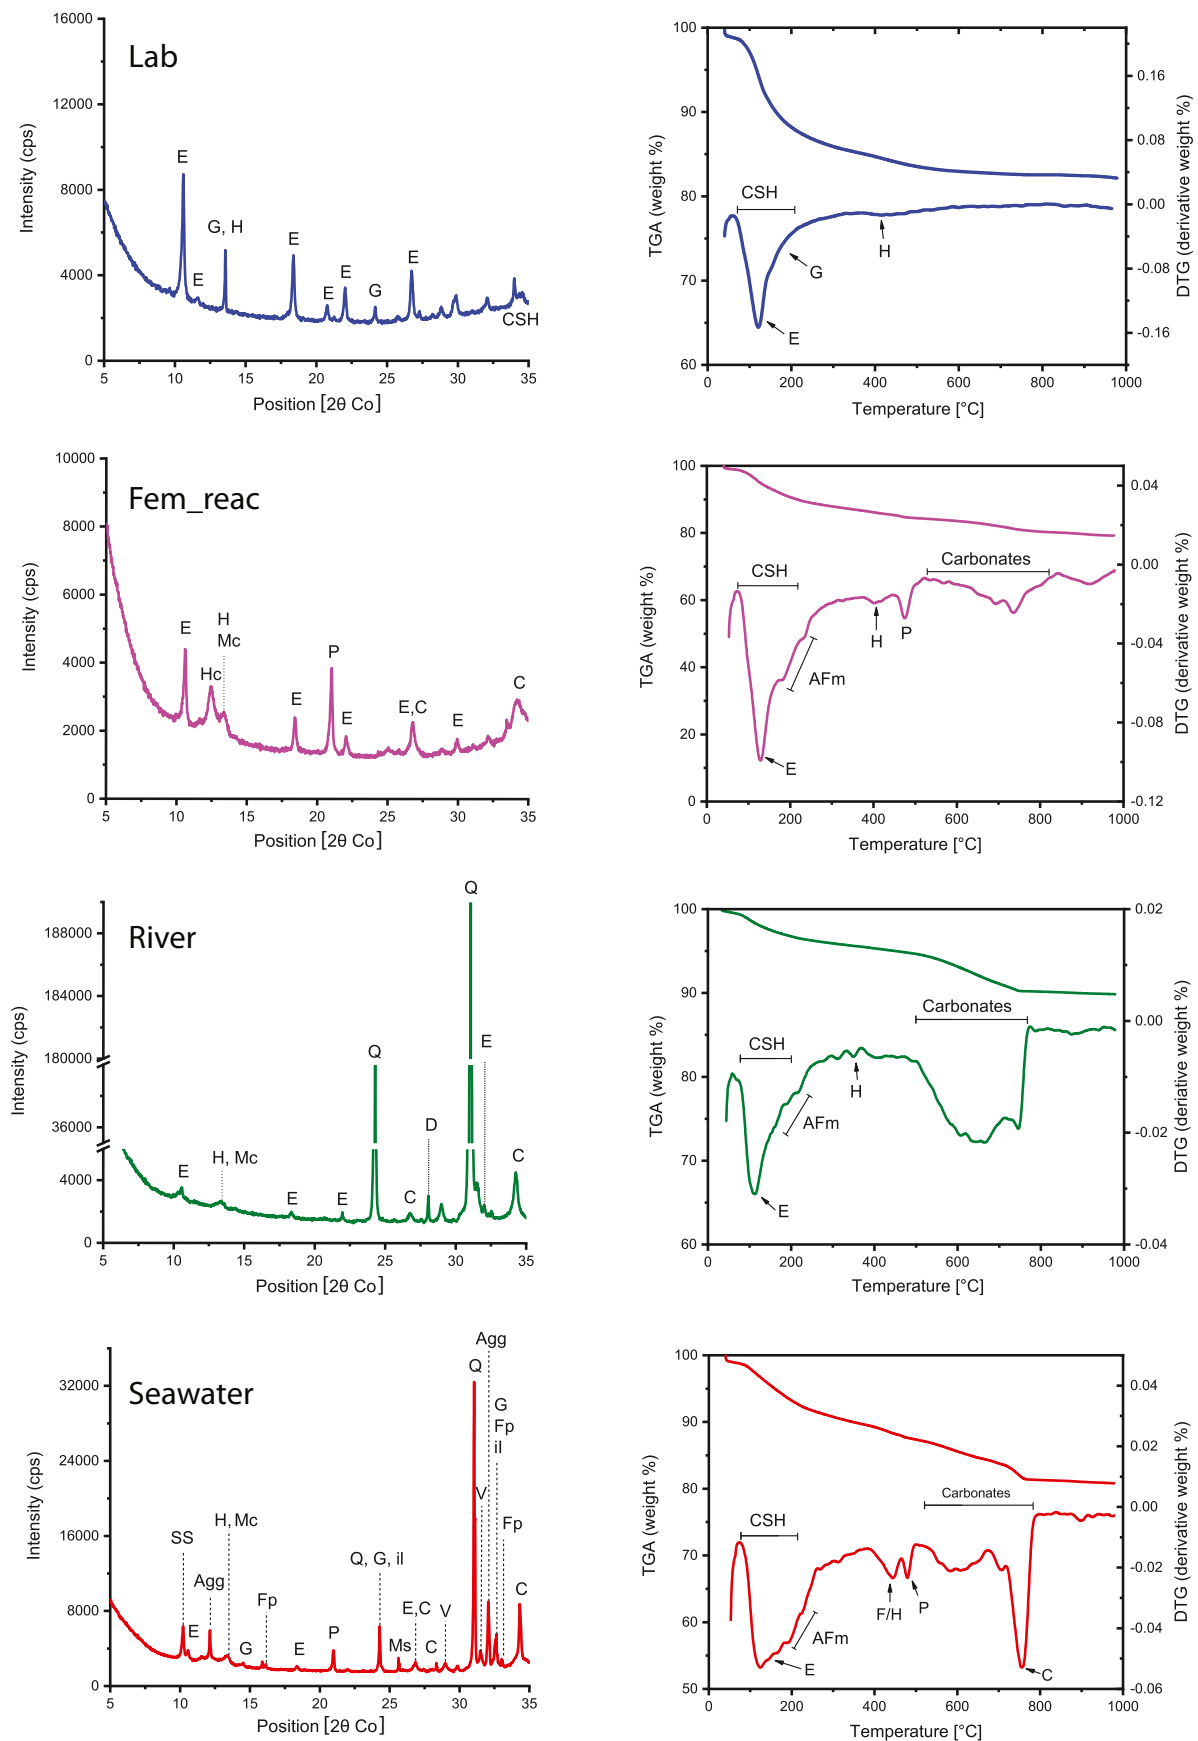 Lab
Intensity (cps)
16000
12000
8000
4000
0
E
E
G, H
E
E
E
G
E
CSH
5
10
15
20
25
30
35
Position [2θ Co]
TGA (weight %)
100
90
80
70
60
CSH
E
G
H
0.16
0.08
0.00
-0.08
-0.16
DTG (derivative weight %)
0
200
400
600
800
1000
Temperature [°C]
Fem_reac
Intensity (cps)
10000
8000
6000
4000
2000
0
E
Hc
H
Mc
E
P
E
E,C
E
C
5
10
15
20
25
30
35
Position [2θ Co]
TGA (weight %)
100
80
60
40
20
0
CSH
E
AFm
H
P
Carbonates
0.04
0.00
-0.04
-0.08
-0.12
DTG (derivative weight %)
0
200
400
600
800
1000
Temperature [°C]
River
Intensity (cps)
188000
184000
180000
36000
4000
0
E
H, Mc
E
E
Q
C
D
Q
E
C
5
10
15
20
25
30
35
Position [2θ Co]
TGA (weight %)
100
90
80
70
60
CSH
E
AFm
H
Carbonates
0.02
0.00
-0.02
-0.04
DTG (deriative weight %)
0
200
400
600
800
1000
Temperature [°C]
Seawater
Intensity (cps)
32000
24000
16000
8000
0
SS
E
Agg
H, Mc
G
Fp
E
P
Q, G, il
Ms
E,C
C
V
Q
V
Agg
G
Fp
il
Fp
C
5
10
15
20
25
30
35
Position [2θ Co]
TGA (weight %)
100
90
80
70
60
50
CSH
E
AFm
F/H
P
Carbonates
C
0.04
0.02
0.00
-0.02
-0.04
-0.06
DTG (derivative weight %)
0
200
400
600
800
1000
Temperature [°C]